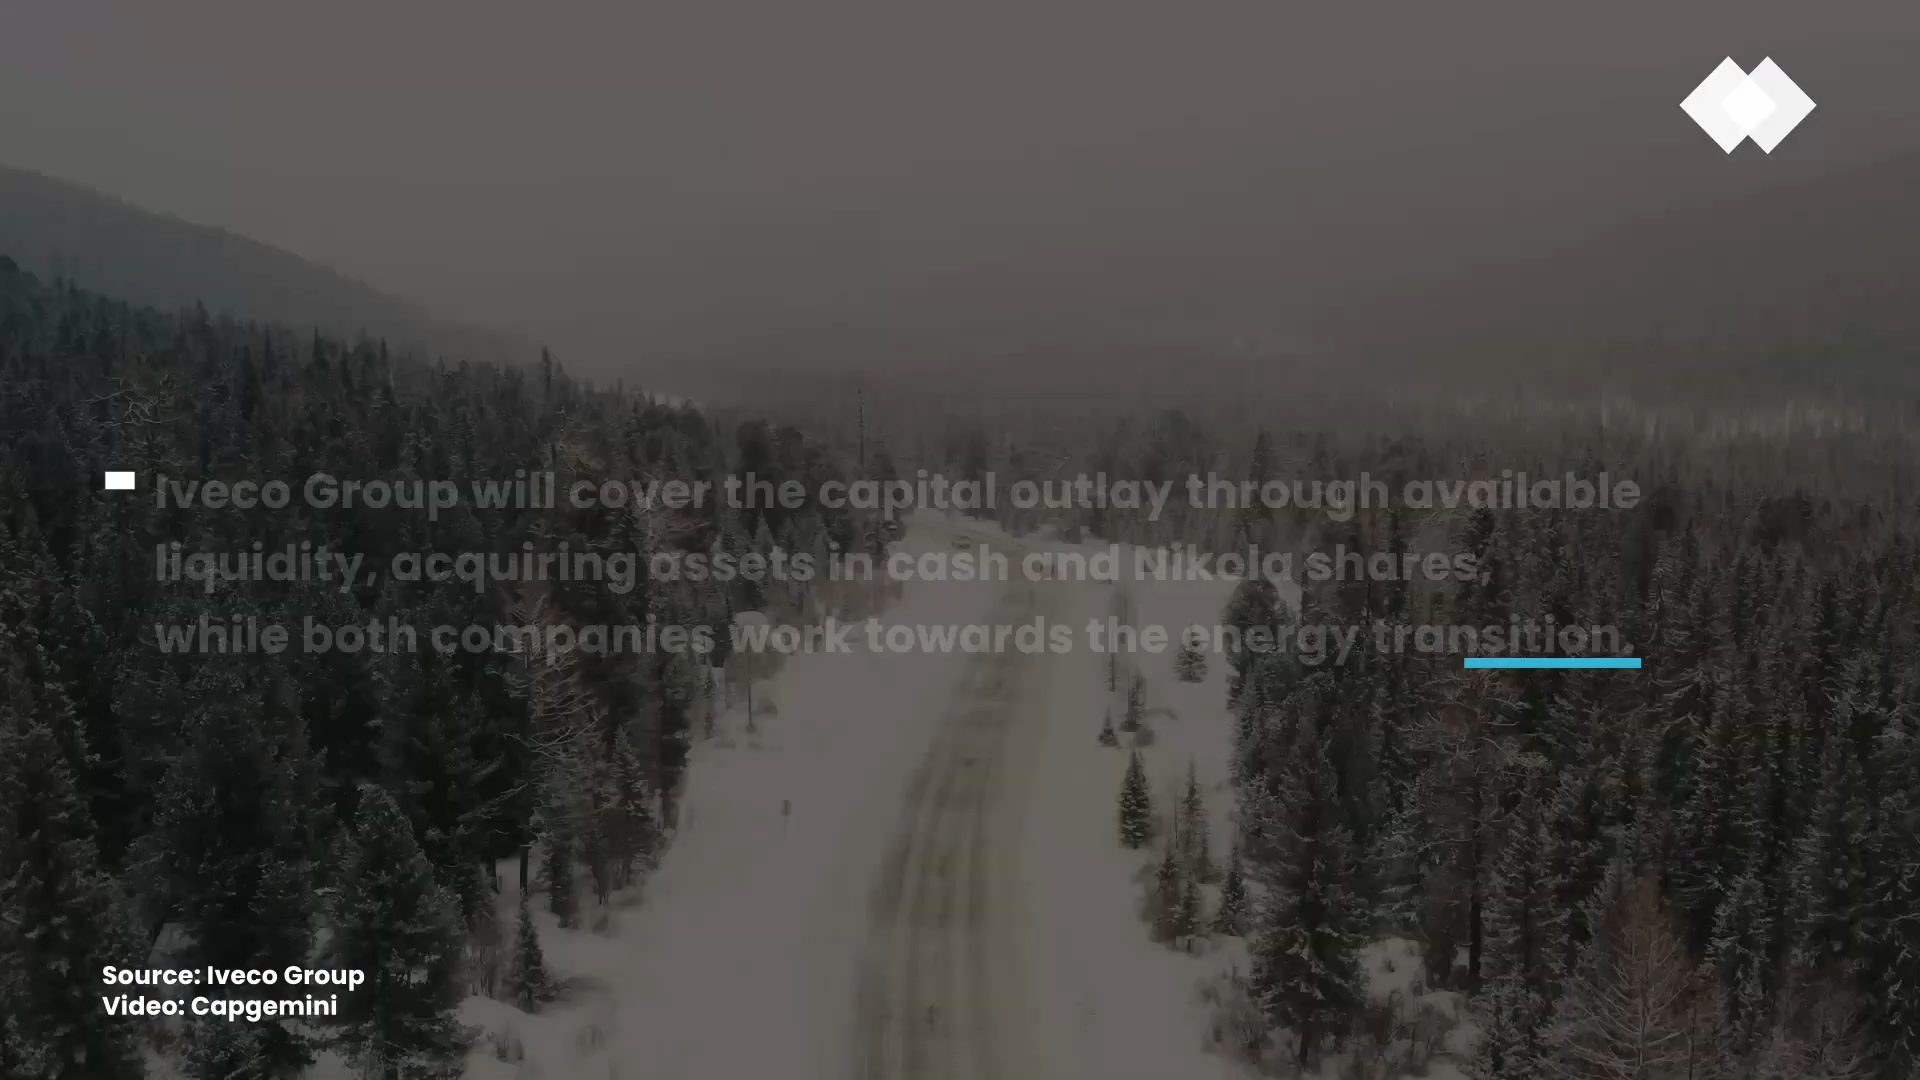 Iveco Group will cover the capital outlay through available
liquidity, acquiring assets in cash and Nikola shares,
while both companies work towards the energy transition.
Source: Iveco Group
Video: Capgemini